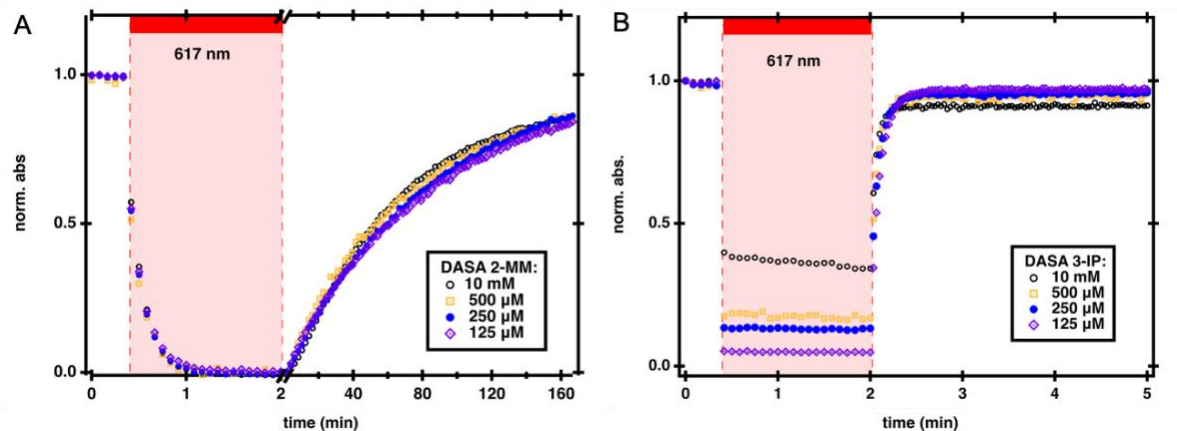 A
617 nm
1.0
0.5
0.0
norm. abs.
0
1
2
40
80
120
160
time (min)
DASA 2-MM:
10 mM
500 µM
250 µM
125 µM
B
617 nm
1.0
0.5
0.0
norm. abs.
0
1
2
3
4
5
time (min)
DASA 3-IP:
10 mM
500 µM
250 µM
125 µM